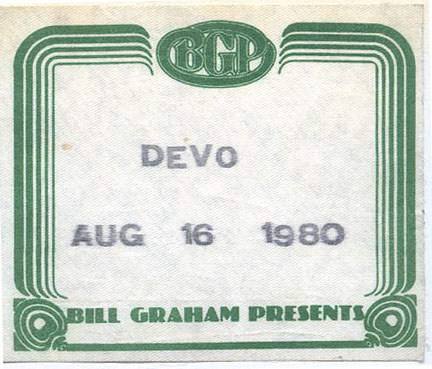 BGP
DEVO
AUG 16 1980
BILL GRAHAM PRESENTS